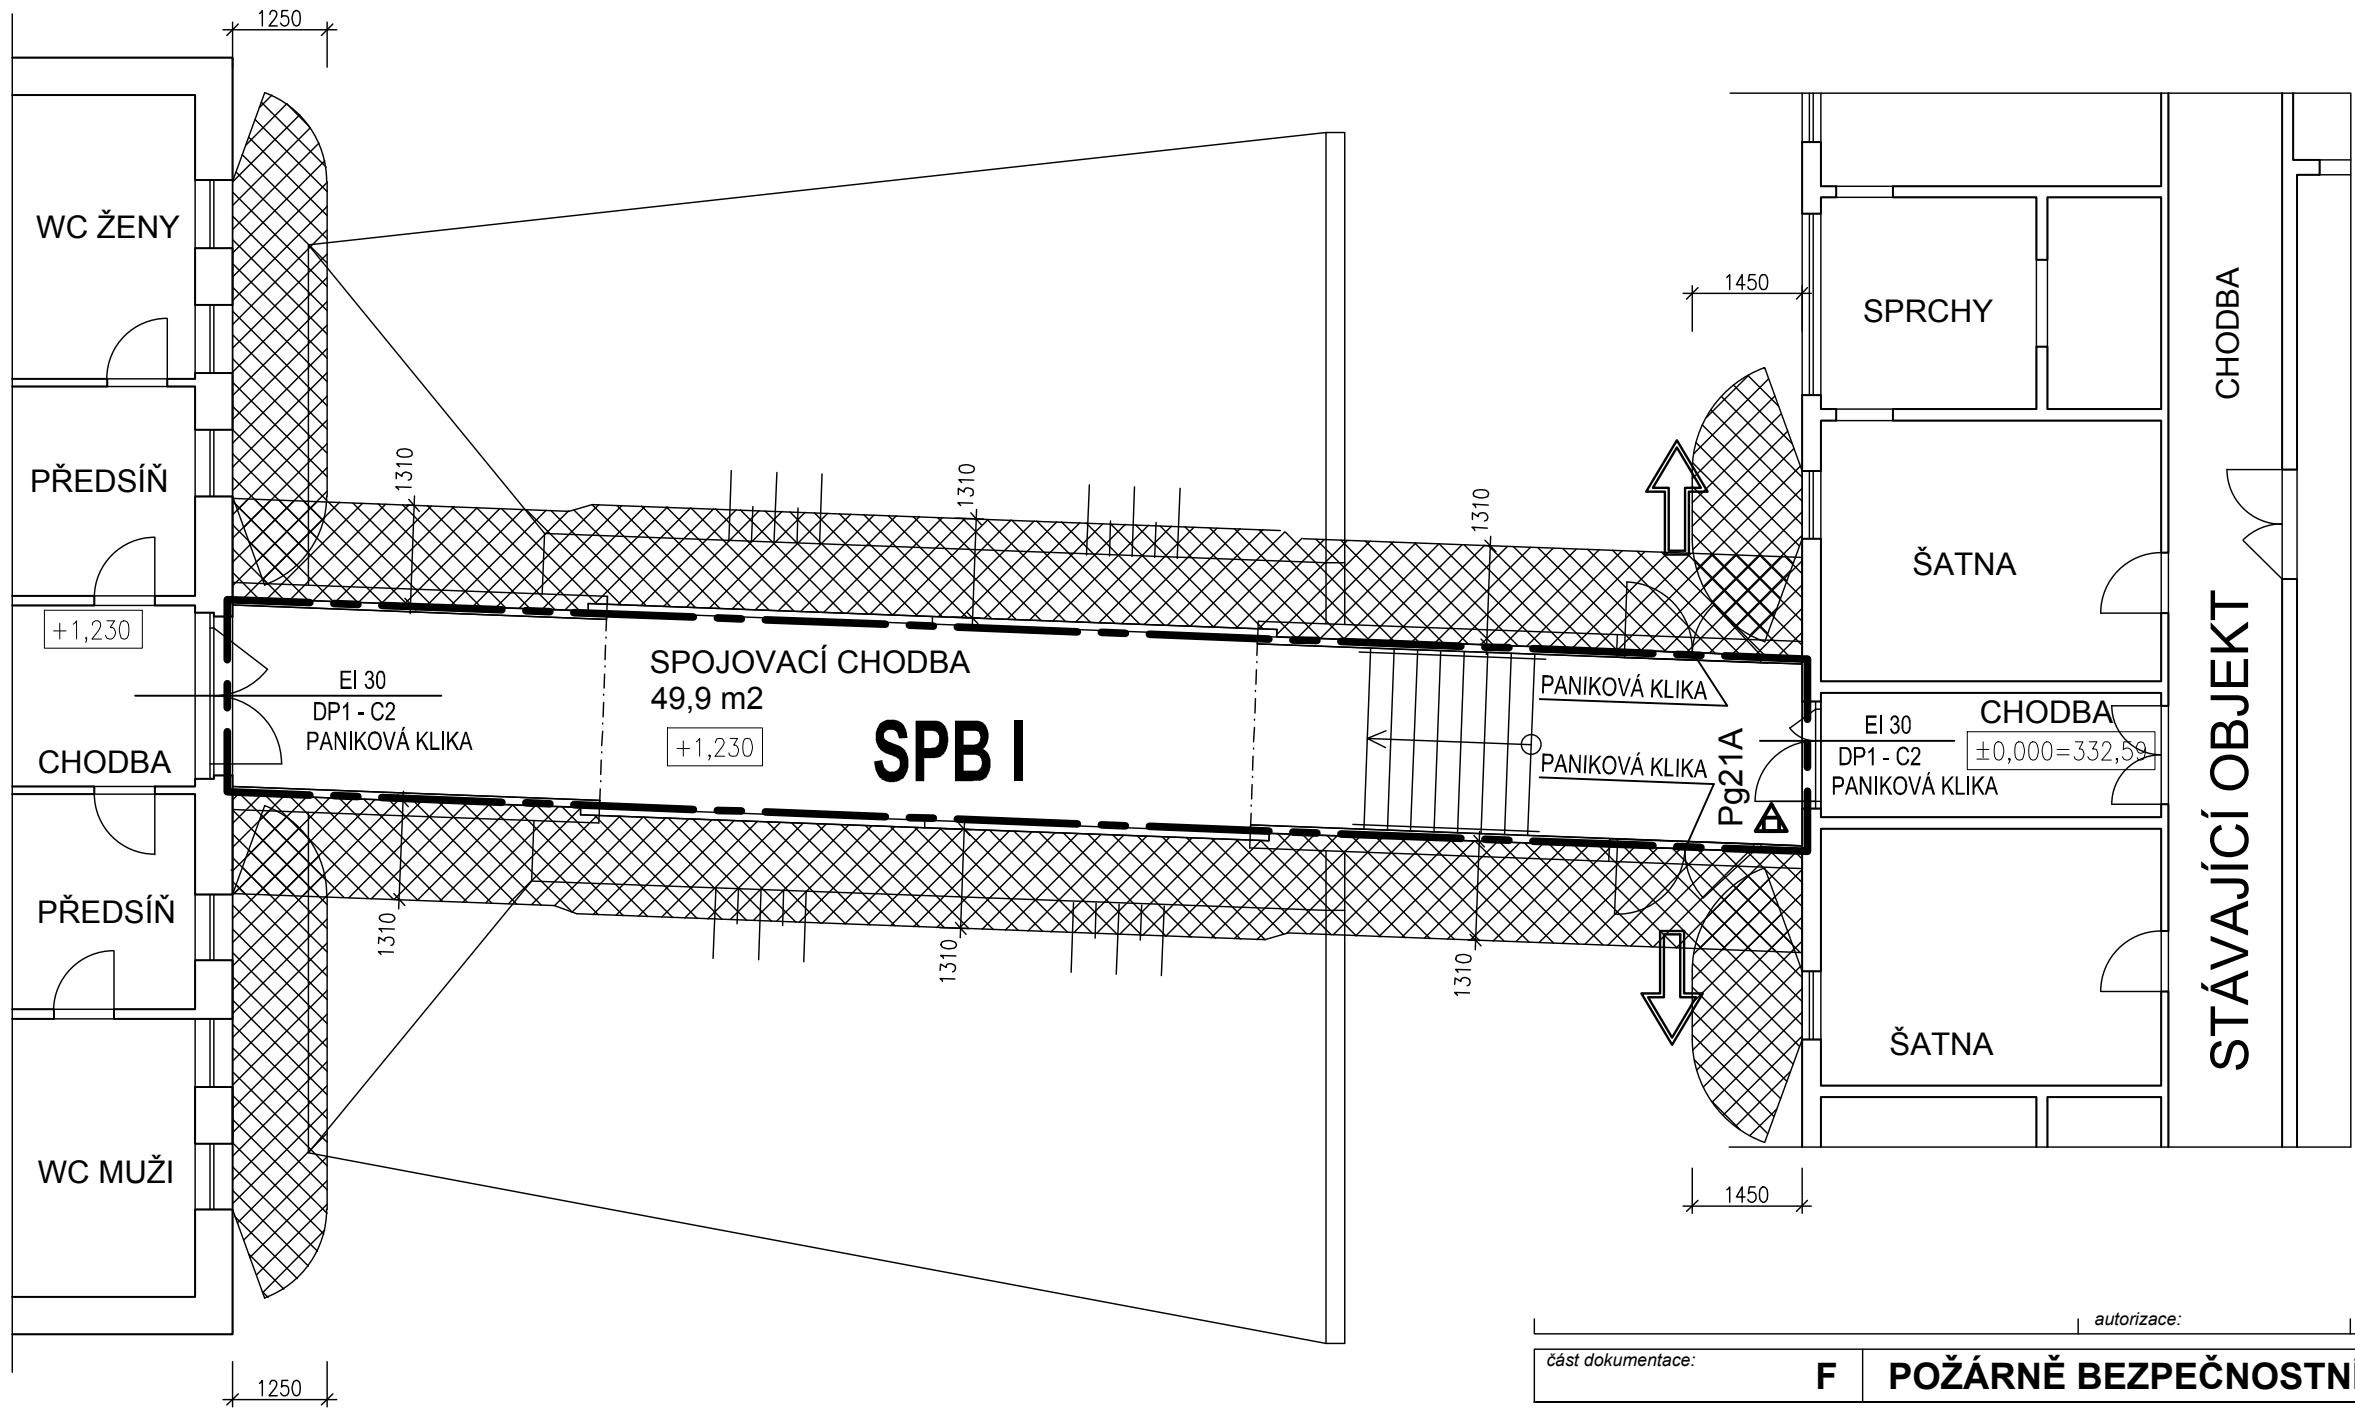 1250
WC ŽENY
1450
SPRCHY
CHODBA
PŘEDSÍŇ
1310
1310
1310
ŠATNA
+1,230
SPOJOVACÍ CHODBA
49,9 m2
+1,230
SPB I
EI 30
DP1 - C2
PANIKOVÁ KLIKA
CHODBA
PANIKOVÁ KLIKA
PANIKOVÁ KLIKA
Pg21A
EI 30
DP1 - C2
PANIKOVÁ KLIKA
CHODBA
±0,000=332,59
STÁVAJÍCÍ OBJEKT
PŘEDSÍŇ
1310
1310
1310
ŠATNA
WC MUŽI
1450
1250
autorizace:
část dokumentace:
F
POŽÁRNĚ BEZPEČNOSTNÍ